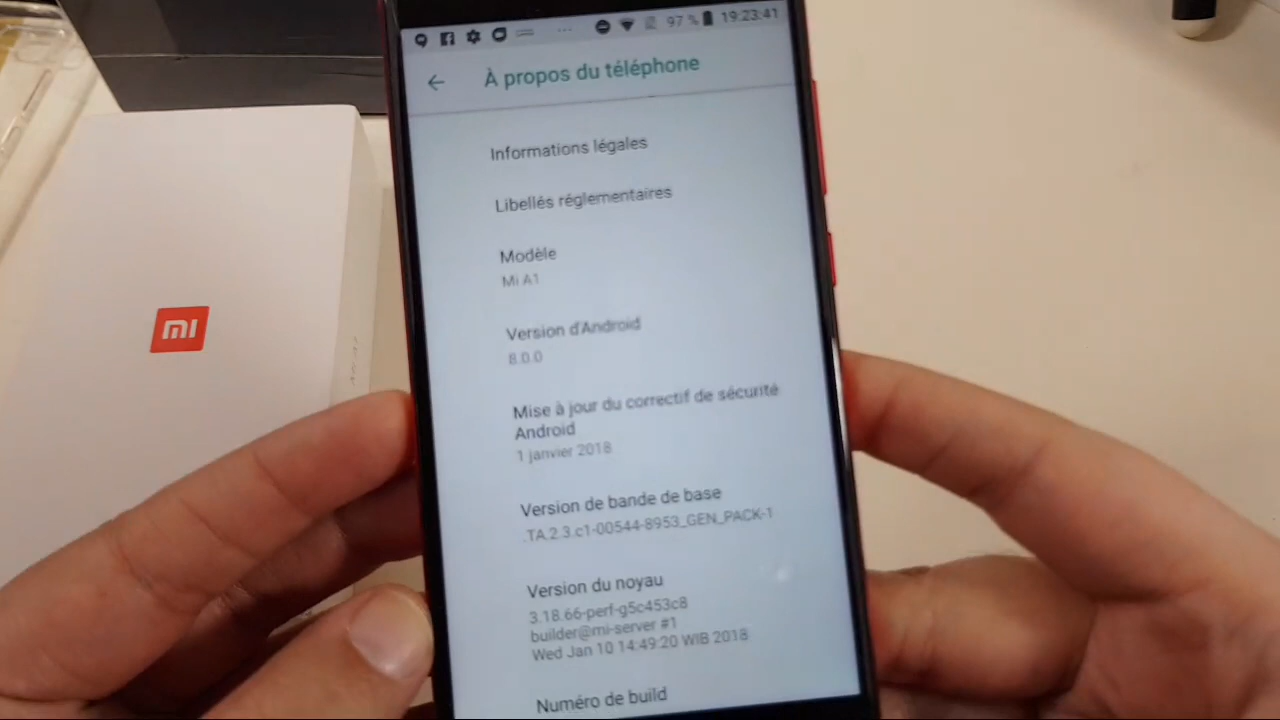 97 % 19:23:41
À propos du téléphone
Informations légales
Libellés réglementaires
Modèle
Mi A1
Version d'Android
8.0.0
Mise à jour du correctif de sécurité
Android
1 janvier 2018
Version de bande de base
.TA.2.3.c1-00544-8953_GEN_PACK-1
Version du noyau
3.18.66-perf-g5c453c8
builder@mi-server #1
Wed Jan 10 14:49:20 WIB 2018
Numéro de build
mi